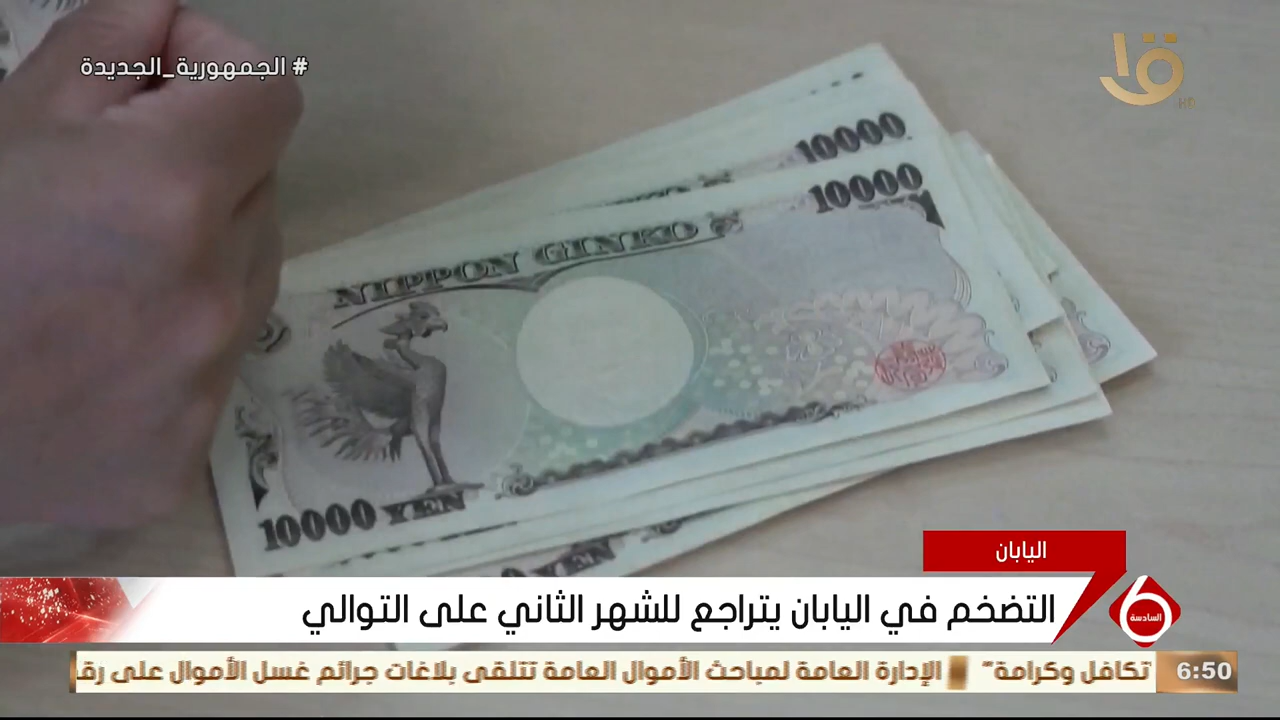 # الجمهورية_الجديدة
10000
10000
NIPPON GINKO
10000 YEN
اليابان
التضخم في اليابان يتراجع للشهر الثاني على التوالي
السادسة
6:50
تكافل وكرامة" الإدارة العامة لمباحث الأموال العامة تتلقى بلاغات جرائم غسل الأموال على رق